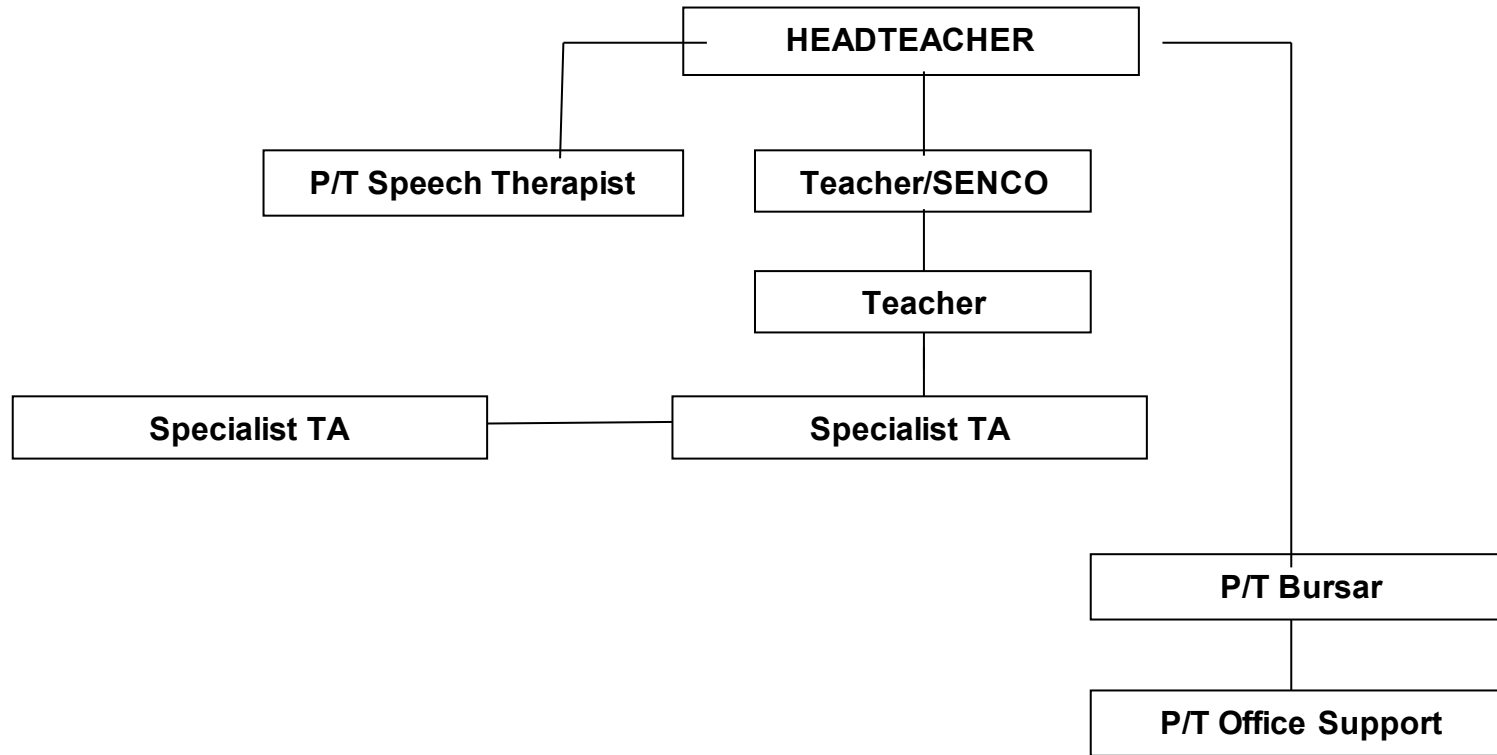 HEADTEACHER
P/T Speech Therapist
Teacher/SENCO
Teacher
Specialist TA
Specialist TA
P/T Bursar
P/T Office Support